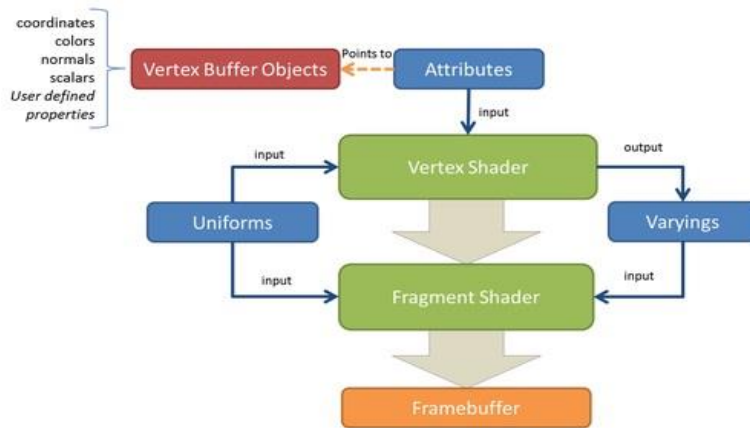 coordinates
colors
normals
scalars
User defined
properties
Vertex Buffer Objects
Points to
Attributes
input
input
Vertex Shader
output
Uniforms
Varyings
input
Fragment Shader
input
Framebuffer